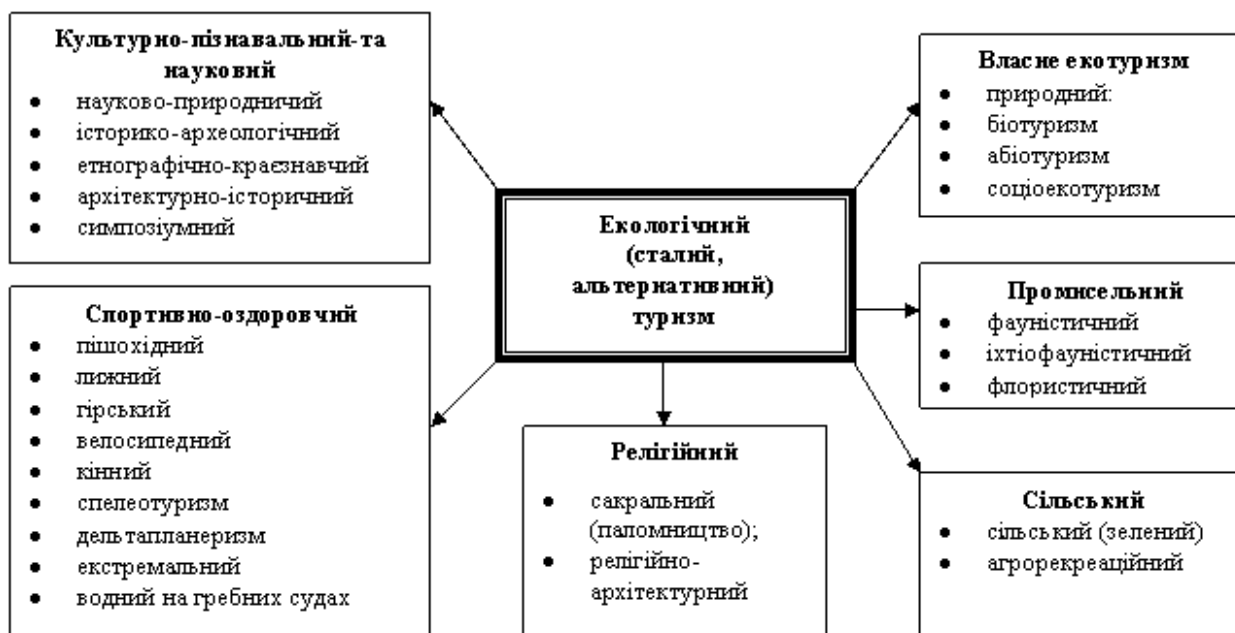 Культурно-пізнавальний-та
науковий
● науково-природничий
● історико-археологічний
● етнографічно-краєзнавчий
● архітектурно-історичний
● симпозіумний
Спортивно-оздоровчий
● пішохідний
● лижний
● гірський
● велосипедний
● кінний
● спелеотуризм
● дельтапланеризм
● екстремальний
● водний на гребних судах
Екологічний
(сталий,
альтернативний)
туризм
Релігійний
● сакральний
(паломництво);
● релігійно-
архітектурний
Власне екотуризм
● природний:
● біотуризм
● абіотуризм
● соціоекотуризм
Промисельний
● фауністичний
● іхтіофауністичний
● флористичний
Сільський
● сільський (зелений)
● агрорекреаційний